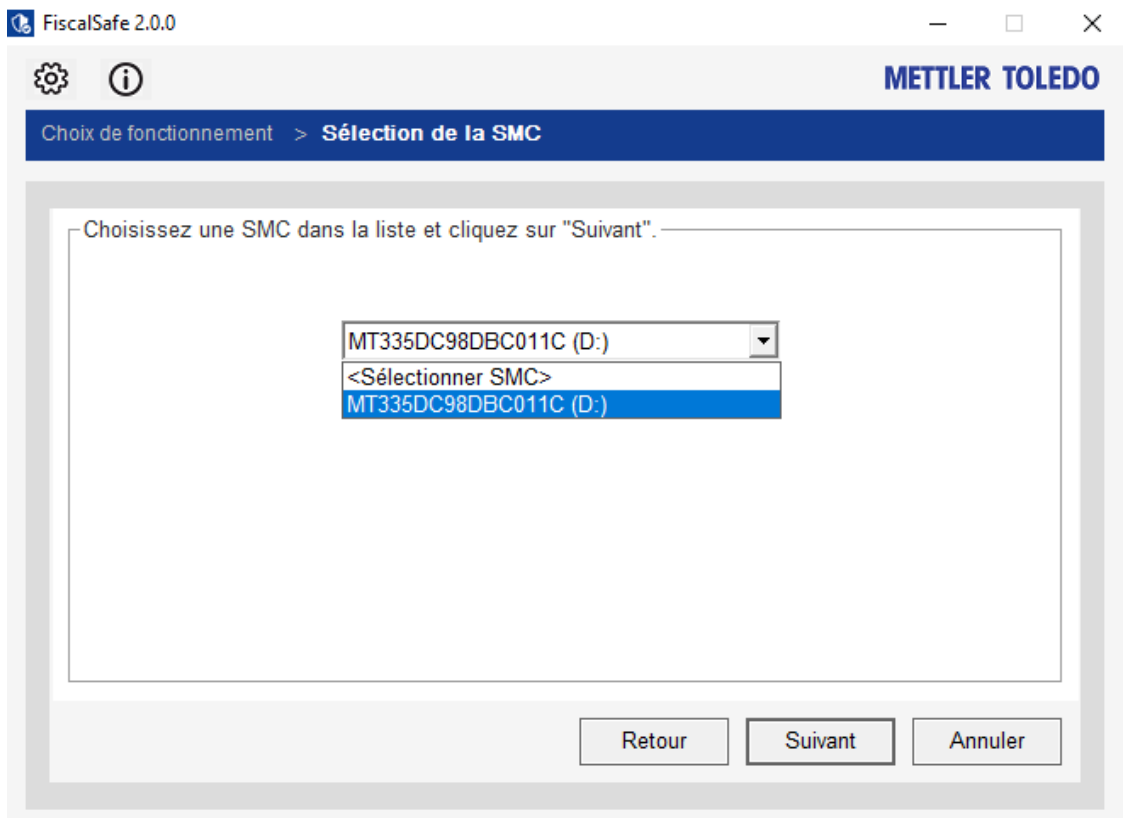 FiscalSafe 2.0.0
METTLER TOLEDO
Choix de fonctionnement > Sélection de la SMC
Choisissez une SMC dans la liste et cliquez sur "Suivant".
MT335DC98DBC011C (D:)
<Sélectionner SMC>
MT335DC98DBC011C (D:)
Retour Suivant Annuler